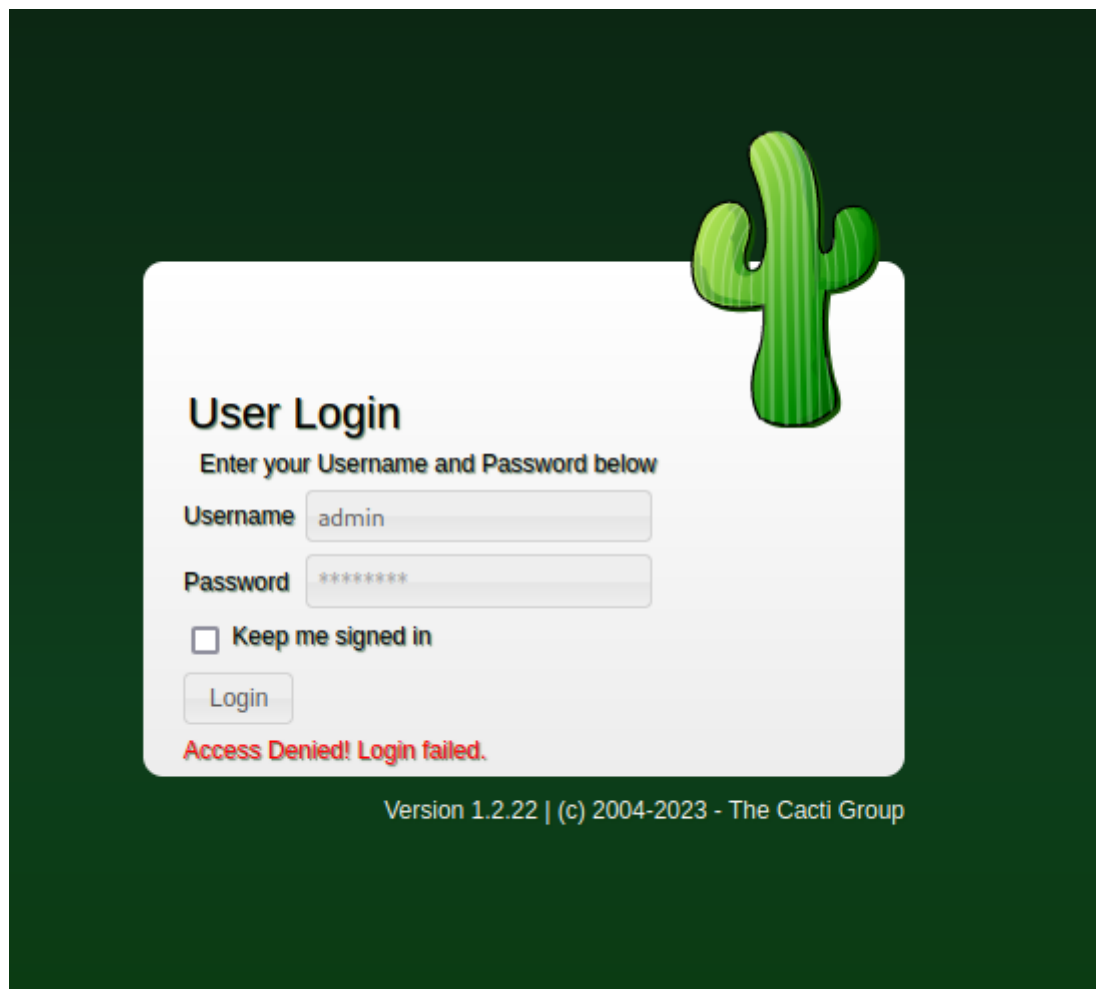 User Login
Enter your Username and Password below
Username admin
Password ********
Keep me signed in
Login
Access Denied! Login failed.
Version 1.2.22 | (c) 2004-2023 - The Cacti Group